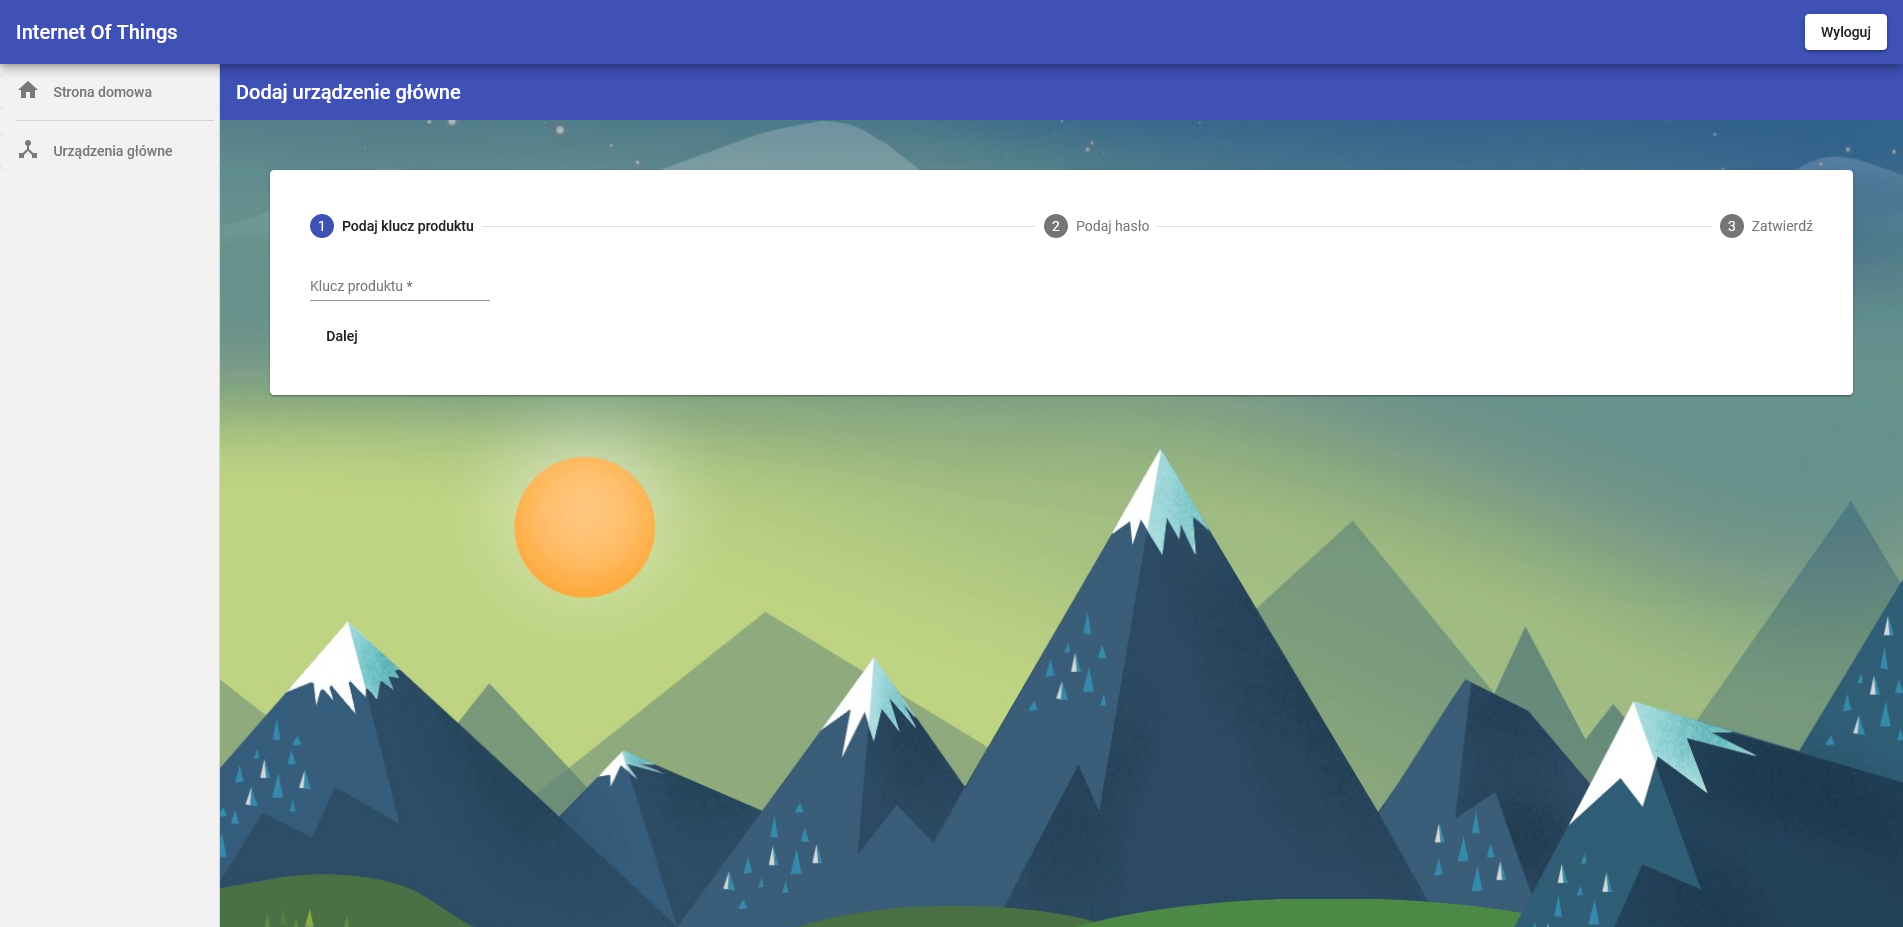 Internet Of Things
Wyloguj
Strona domowa
Urządzenia główne
Dodaj urządzenie główne
1 Podaj klucz produktu
2 Podaj hasło
3 Zatwierdź
Klucz produktu *
Dalej